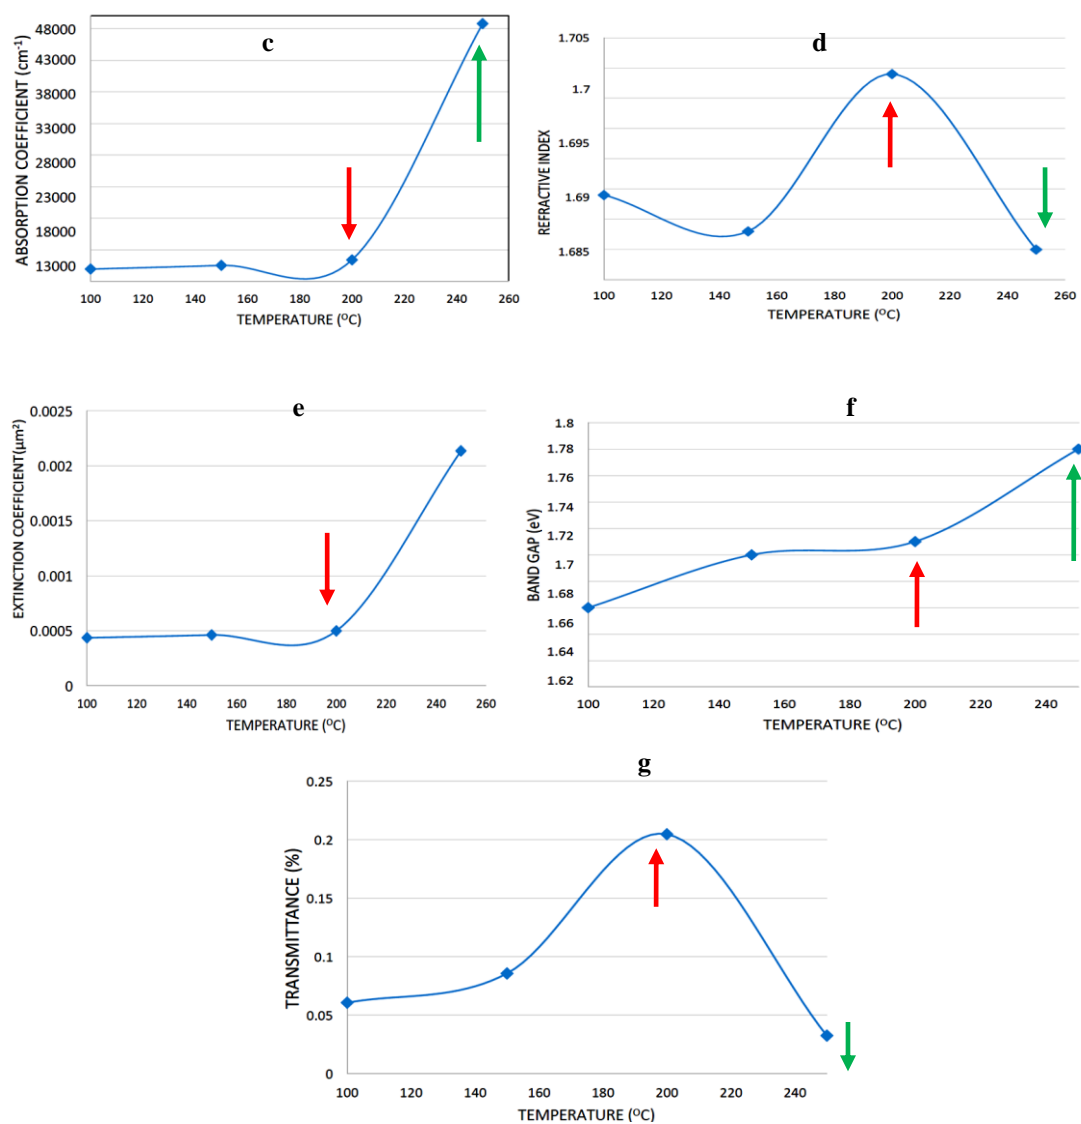 c
ABSORPTION COEFFICIENT (cm⁻¹)
48000
43000
38000
33000
28000
23000
18000
13000
100 120 140 160 180 200 220 240 260
TEMPERATURE (⁰C)
d
REFRACTIVE INDEX
1.705
1.7
1.695
1.69
1.685
100 120 140 160 180 200 220 240 260
TEMPERATURE (⁰C)
e
EXTINCTION COEFFICIENT(µm²)
0.0025
0.002
0.0015
0.001
0.0005
0
100 120 140 160 180 200 220 240 260
TEMPERATURE (⁰C)
f
BAND GAP (eV)
1.8
1.78
1.76
1.74
1.72
1.7
1.68
1.66
1.64
1.62
100 120 140 160 180 200 220 240
TEMPERATURE (⁰C)
g
TRANSMITTANCE (%)
0.25
0.2
0.15
0.1
0.05
0
100 120 140 160 180 200 220 240
TEMPERATURE (⁰C)